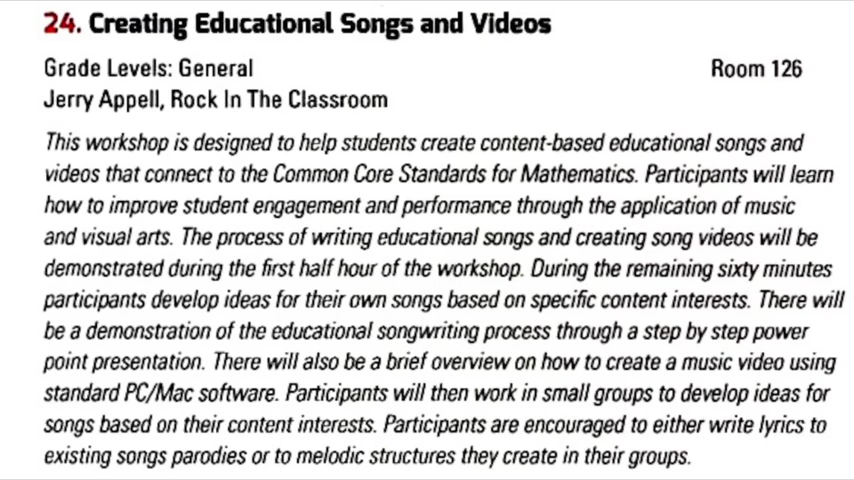 24. Creating Educational Songs and Videos
Grade Levels: General Room 126
Jerry Appell, Rock In The Classroom
This workshop is designed to help students create content-based educational songs and
videos that connect to the Common Core Standards for Mathematics. Participants will learn
how to improve student engagement and performance through the application of music
and visual arts. The process of writing educational songs and creating song videos will be
demonstrated during the first half hour of the workshop. During the remaining sixty minutes
participants develop ideas for their own songs based on specific content interests. There will
be a demonstration of the educational songwriting process through a step by step power
point presentation. There will also be a brief overview on how to create a music video using
standard PC/Mac software. Participants will then work in small groups to develop ideas for
songs based on their content interests. Participants are encouraged to either write lyrics to
existing songs parodies or to melodic structures they create in their groups.